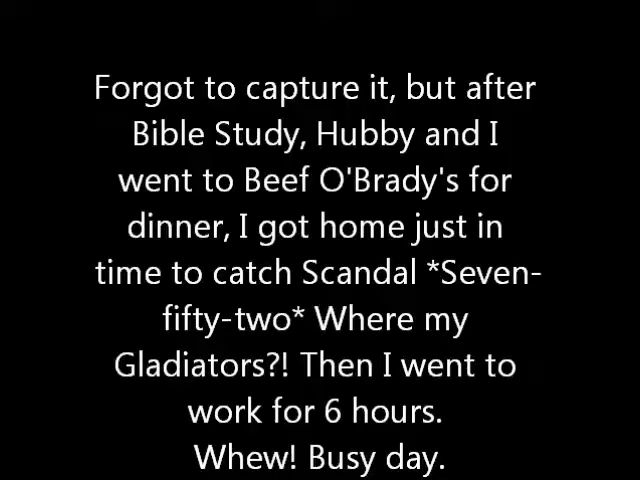 Forgot to capture it, but after
Bible Study, Hubby and I
went to Beef O'Brady's for
dinner, I got home just in
time to catch Scandal *Seven-
fifty-two* Where my
Gladiators?! Then I went to
work for 6 hours.
Whew! Busy day.